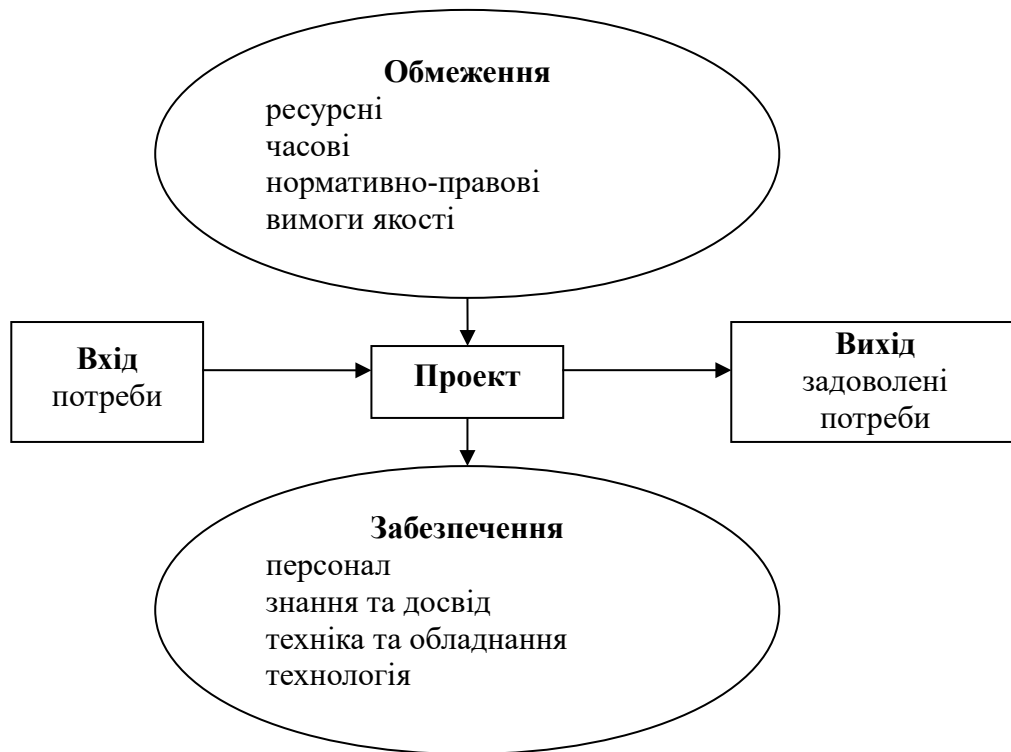 Обмеження
ресурсні
часові
нормативно-правові
вимоги якості
Вхід
потреби
Проект
Вихід
задоволені
потреби
Забезпечення
персонал
знання та досвід
техніка та обладнання
технологія